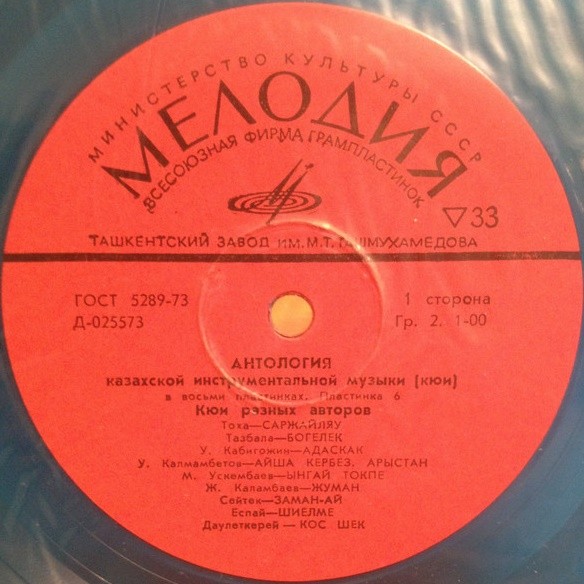 МИНИСТЕРСТВО КУЛЬТУРЫ СССР
МЕЛОДИЯ
ВСЕСОЮЗНАЯ ФИРМА ГРАМПЛАСТИНОК
33
ТАШКЕНТСКИЙ ЗАВОД ИМ. М.Т. ТАШМУХАМЕДОВА
ГОСТ 5289-73
Д-025573
1 сторона
Гр. 2. 1-00
АНТОЛОГИЯ
казахской инструментальной музыки (кюи)
в восьми пластинках. Пластинка 6
Кюи разных авторов
Тоха—САРЖАЙЛЯУ
Тазбала—БОГЕЛЕК
У. Кабигожин—АДАСКАК
У. Калмамбетов—АЙША КЕРБЕЗ, АРЫСТАН
М. Ускембаев—ЫНГАЙ ТОКПЕ
Ж. Каламбаев—ЖУМАН
Сейтек—ЗАМАН-АЙ
Еспай—ШИЕЛМЕ
Даулеткерей—КОС ШЕК